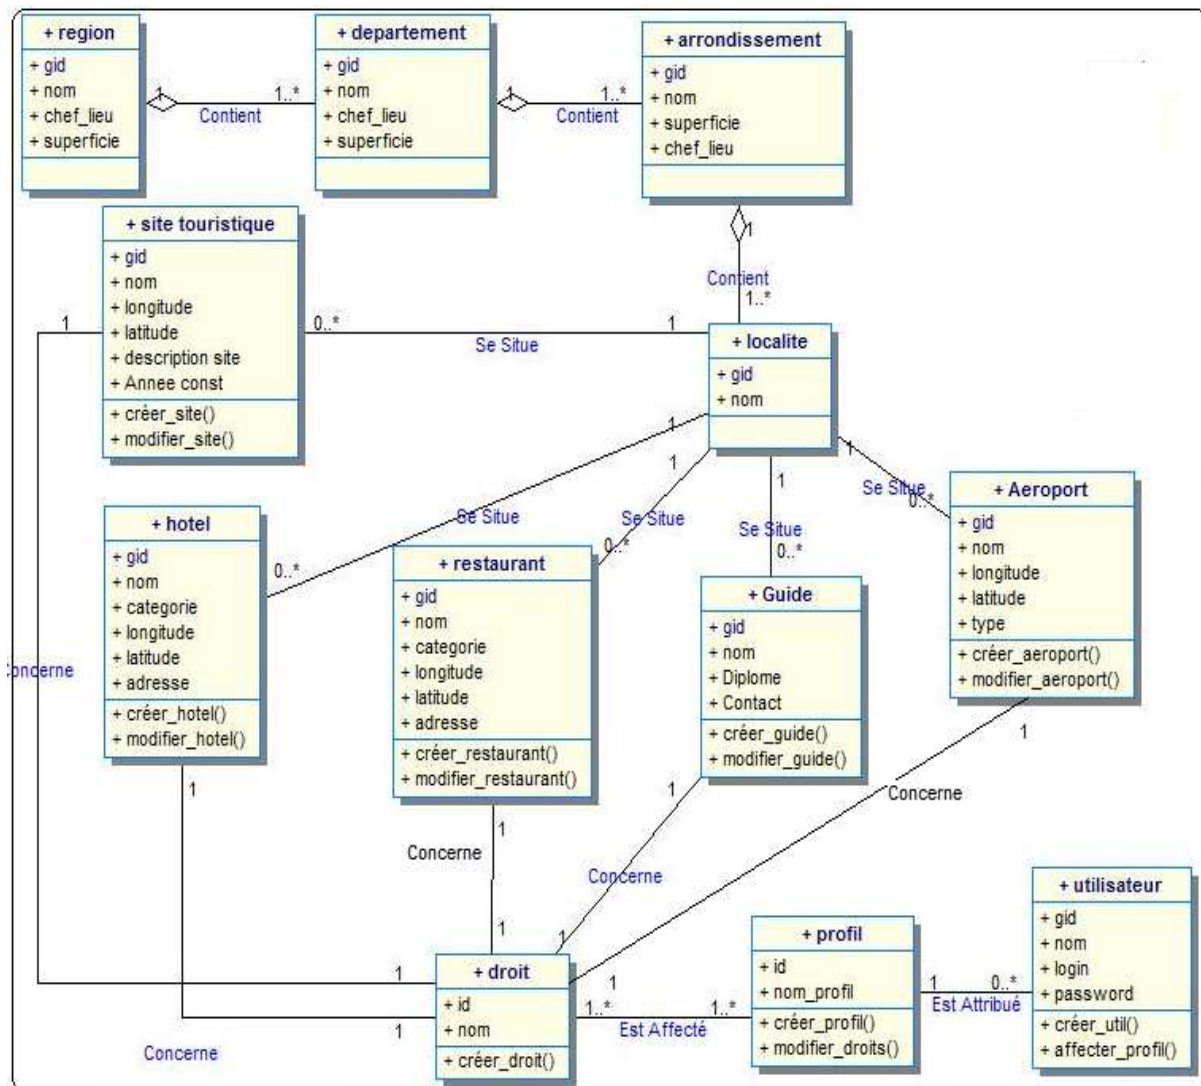 + region
+ gid
+ nom
+ chef_lieu
+ superficie
1
1..*
Contient
+ departement
+ gid
+ nom
+ chef_lieu
+ superficie
1
1..*
Contient
+ arrondissement
+ gid
+ nom
+ superficie
+ chef_lieu
1
Contient
1..*
+ site touristique
+ gid
+ nom
+ longitude
+ latitude
+ description site
+ Annee const
+ créer_site()
+ modifier_site()
1
0..*
1
Se Situe
+ localite
+ gid
+ nom
1
1
1
1
Se Situe
0..*
Se Situe
0..*
Se Situe
0..*
Se Situe
0..*
+ hotel
+ gid
+ nom
+ categorie
+ longitude
+ latitude
+ adresse
+ créer_hotel()
+ modifier_hotel()
+ restaurant
+ gid
+ nom
+ categorie
+ longitude
+ latitude
+ adresse
+ créer_restaurant()
+ modifier_restaurant()
+ Guide
+ gid
+ nom
+ Diplome
+ Contact
+ créer_guide()
+ modifier_guide()
+ Aeroport
+ gid
+ nom
+ longitude
+ latitude
+ type
+ créer_aeroport()
+ modifier_aeroport()
Concerne
1
1
1
1
Concerne
Concerne
Concerne
1
1
1
1
1
Concerne
+ droit
+ id
+ nom
+ créer_droit()
1..*
1..*
Est Affecté
+ profil
+ id
+ nom_profil
+ créer_profil()
+ modifier_droits()
1
0..*
Est Attribué
+ utilisateur
+ gid
+ nom
+ login
+ password
+ créer_util()
+ affecter_profil()